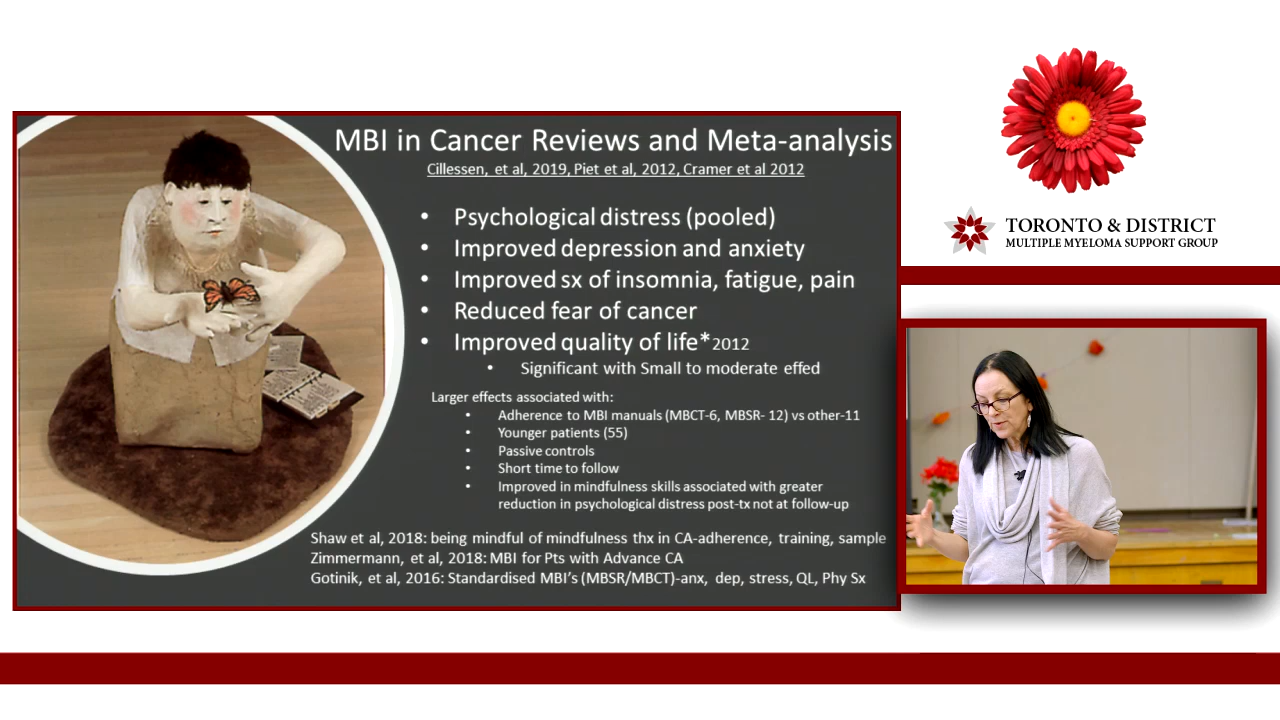 MBI in Cancer Reviews and Meta-analysis
Cillessen, et al, 2019, Piet et al, 2012, Cramer et al 2012
• Psychological distress (pooled)
• Improved depression and anxiety
• Improved sx of insomnia, fatigue, pain
• Reduced fear of cancer
• Improved quality of life*2012
• Significant with Small to moderate effed
Larger effects associated with:
• Adherence to MBI manuals (MBCT-6, MBSR- 12) vs other-11
• Younger patients (55)
• Passive controls
• Short time to follow
• Improved in mindfulness skills associated with greater
reduction in psychological distress post-tx not at follow-up
Shaw et al, 2018: being mindful of mindfulness thx in CA-adherence, training, sample
Zimmermann, et al, 2018: MBI for Pts with Advance CA
Gotinik, et al, 2016: Standardised MBI's (MBSR/MBCT)-anx, dep, stress, QL, Phy Sx
TORONTO & DISTRICT
MULTIPLE MYELOMA SUPPORT GROUP